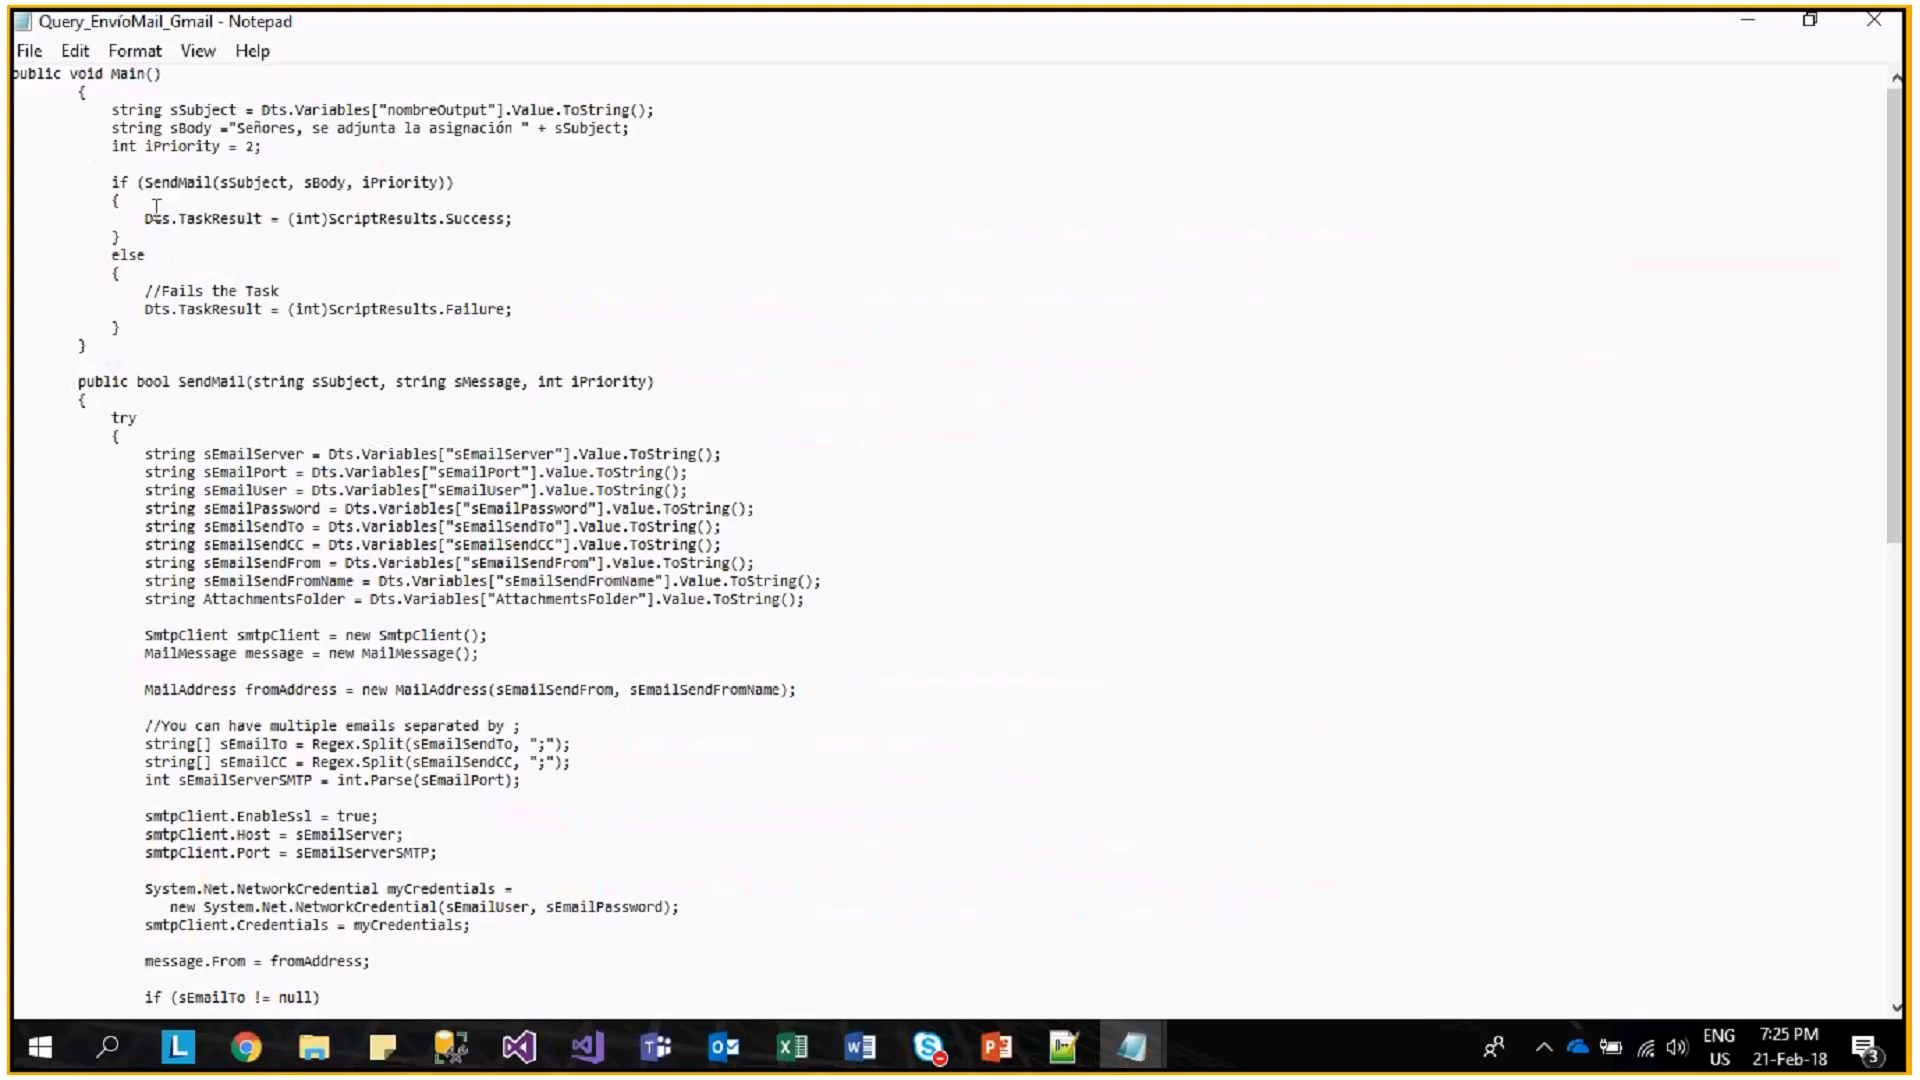 Query_EnvíoMail_Gmail - Notepad
File Edit Format View Help
public void Main()
{
string sSubject = Dts.Variables["nombreOutput"].Value.ToString();
string sBody ="Señores, se adjunta la asignación " + sSubject;
int iPriority = 2;
if (SendMail(sSubject, sBody, iPriority))
{
Dts.TaskResult = (int)ScriptResults.Success;
}
else
{
//Fails the Task
Dts.TaskResult = (int)ScriptResults.Failure;
}
}
public bool SendMail(string sSubject, string sMessage, int iPriority)
{
try
{
string sEmailServer = Dts.Variables["sEmailServer"].Value.ToString();
string sEmailPort = Dts.Variables["sEmailPort"].Value.ToString();
string sEmailUser = Dts.Variables["sEmailUser"].Value.ToString();
string sEmailPassword = Dts.Variables["sEmailPassword"].Value.ToString();
string sEmailSendTo = Dts.Variables["sEmailSendTo"].Value.ToString();
string sEmailSendCC = Dts.Variables["sEmailSendCC"].Value.ToString();
string sEmailSendFrom = Dts.Variables["sEmailSendFrom"].Value.ToString();
string sEmailSendFromName = Dts.Variables["sEmailSendFromName"].Value.ToString();
string AttachmentsFolder = Dts.Variables["AttachmentsFolder"].Value.ToString();
SmtpClient smtpClient = new SmtpClient();
MailMessage message = new MailMessage();
MailAddress fromAddress = new MailAddress(sEmailSendFrom, sEmailSendFromName);
//You can have multiple emails separated by ;
string[] sEmailTo = Regex.Split(sEmailSendTo, ";");
string[] sEmailCC = Regex.Split(sEmailSendCC, ";");
int sEmailServerSMTP = int.Parse(sEmailPort);
smtpClient.EnableSsl = true;
smtpClient.Host = sEmailServer;
smtpClient.Port = sEmailServerSMTP;
System.Net.NetworkCredential myCredentials =
new System.Net.NetworkCredential(sEmailUser, sEmailPassword);
smtpClient.Credentials = myCredentials;
message.From = fromAddress;
if (sEmailTo != null)
ENG 7:25 PM
US 21-Feb-18 3